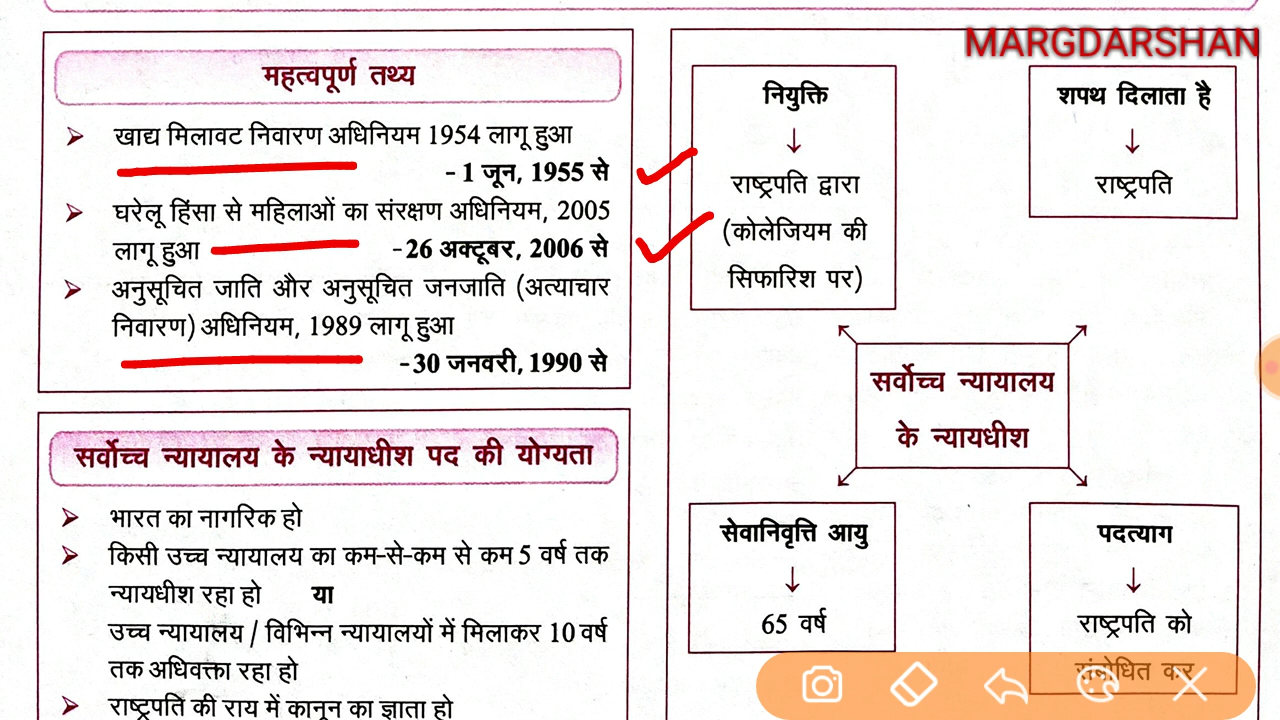 MARGDARSHAN
महत्वपूर्ण तथ्य
खाद्य मिलावट निवारण अधिनियम 1954 लागू हुआ
- 1 जून, 1955 से
घरेलू हिंसा से महिलाओं का संरक्षण अधिनियम, 2005
लागू हुआ -26 अक्टूबर, 2006 से
अनुसूचित जाति और अनुसूचित जनजाति (अत्याचार
निवारण) अधिनियम, 1989 लागू हुआ
-30 जनवरी, 1990 से
सर्वोच्च न्यायालय के न्यायाधीश पद की योग्यता
भारत का नागरिक हो
किसी उच्च न्यायालय का कम-से-कम से कम 5 वर्ष तक
न्यायधीश रहा हो या
उच्च न्यायालय / विभिन्न न्यायालयों में मिलाकर 10 वर्ष
तक अधिवक्ता रहा हो
राष्ट्रपति की राय में कानून का ज्ञाता हो
नियुक्ति
राष्ट्रपति द्वारा
(कोलेजियम की
सिफारिश पर)
शपथ दिलाता है
राष्ट्रपति
सर्वोच्च न्यायालय
के न्यायधीश
सेवानिवृत्ति आयु
65 वर्ष
पदत्याग
राष्ट्रपति को
संबोधित कर